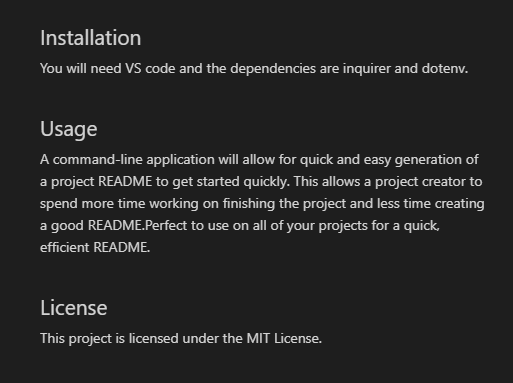 Installation
You will need VS code and the dependencies are inquirer and dotenv.
Usage
A command-line application will allow for quick and easy generation of
a project README to get started quickly. This allows a project creator to
spend more time working on finishing the project and less time creating
a good README.Perfect to use on all of your projects for a quick,
efficient README.
License
This project is licensed under the MIT License.